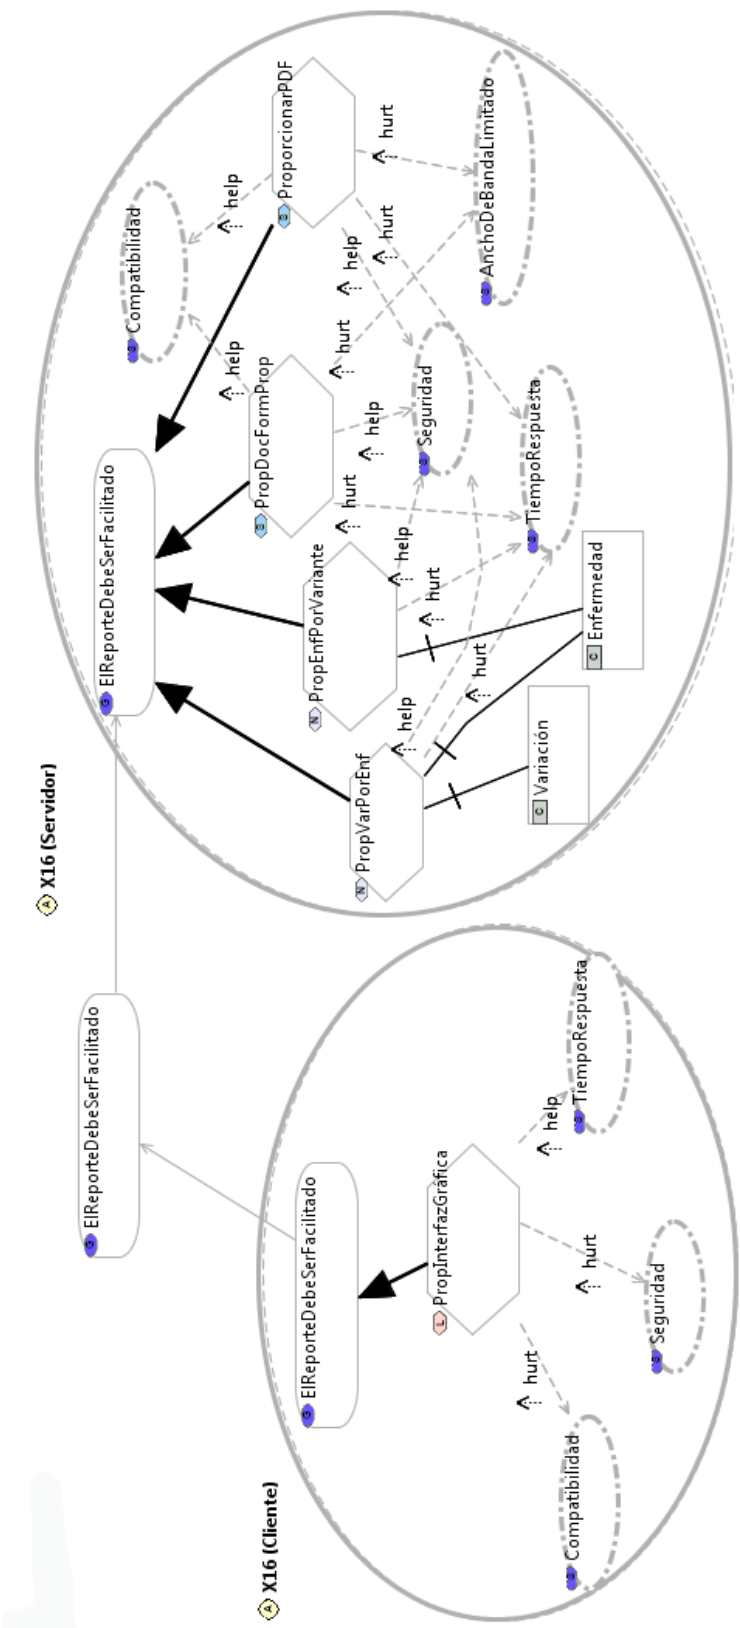 A X16 (Servidor)
G ElReporteDebeSerFacilitado
G ElReporteDebeSerFacilitado
Compatibilidad
help
help
ProporcionarPDF
PropDocFormProp
N PropEnfPorVariante
N PropVarPorEnf
hurt
hurt
help
hurt
help
hurt
help
hurt
help
hurt
Seguridad
AnchoDeBandaLimitado
TiempoRespuesta
C Variación
C Enfermedad
A X16 (Cliente)
G ElReporteDebeSerFacilitado
L PropInterfazGráfica
hurt
hurt
help
Compatibilidad
Seguridad
TiempoRespuesta